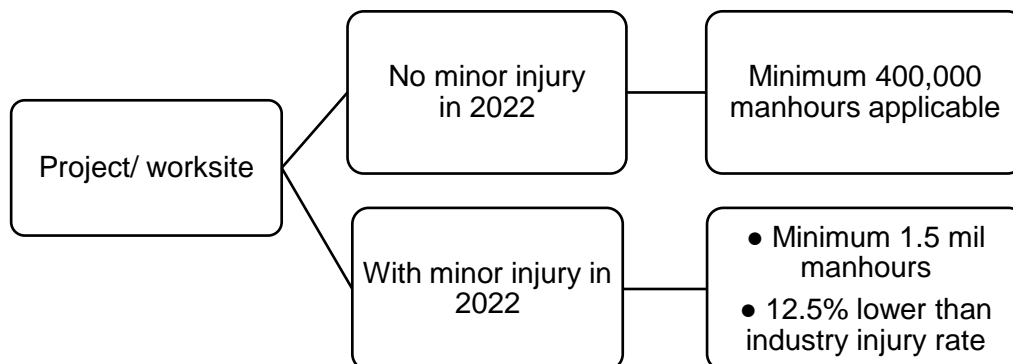 Project/ worksite
No minor injury
in 2022
Minimum 400,000
manhours applicable
With minor injury in
2022
● Minimum 1.5 mil
manhours
● 12.5% lower than
industry injury rate